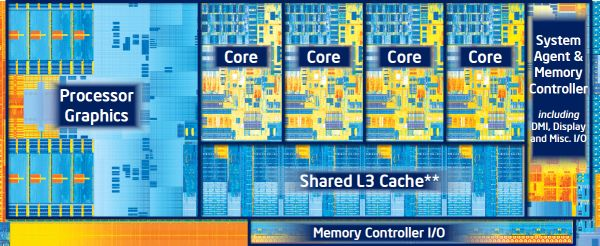 Processor
Graphics
Core
Core
Core
Core
System
Agent &
Memory
Controller
including
DMI, Display
and Misc. I/O
Shared L3 Cache**
Memory Controller I/O